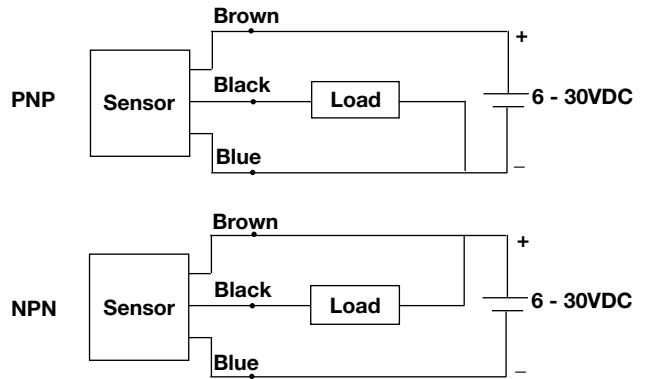 Brown
+
PNP
Sensor
Black
Load
6 - 30VDC
Blue
–
Brown
+
NPN
Sensor
Black
Load
6 - 30VDC
Blue
–